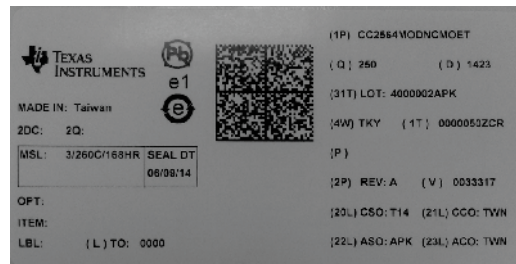 TEXAS
INSTRUMENTS
Pb
e1
e
MADE IN: Taiwan
2DC: 2Q:
MSL: 3/260C/168HR SEAL DT
06/09/14
OPT:
ITEM:
LBL: (L)TO: 0000
(1P) CC2564MODNCMOET
(Q) 250 (D) 1423
(31T) LOT: 4000002APK
(4W) TKY (1T) 0000050ZCR
(P)
(2P) REV: A (V) 0033317
(20L) CSO: T14 (21L) CCO: TWN
(22L) ASO: APK (23L) ACO: TWN